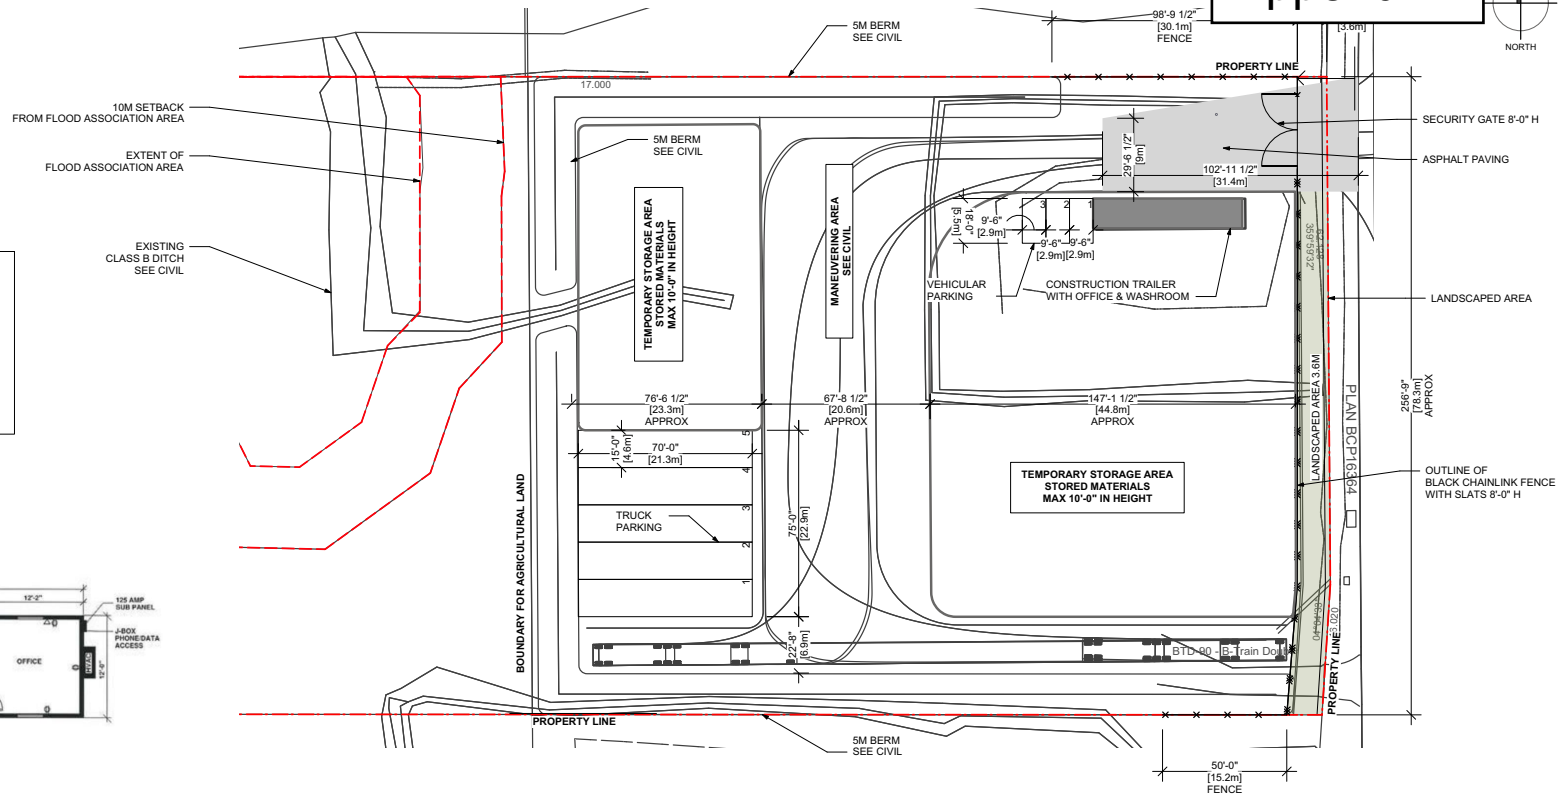 98'-9 1/2"
[30.1m]
FENCE
[3.6m]
NORTH
5M BERM
SEE CIVIL
PROPERTY LINE
17.000
10M SETBACK
FROM FLOOD ASSOCIATION AREA
EXTENT OF
FLOOD ASSOCIATION AREA
EXISTING
CLASS B DITCH
SEE CIVIL
5M BERM
SEE CIVIL
TEMPORARY STORAGE AREA
STORED MATERIALS
MAX 10'-0" IN HEIGHT
MANEUVERING AREA
SEE CIVIL
29'-6 1/2"
[9m]
102'-11 1/2"
[31.4m]
SECURITY GATE 8'-0" H
ASPHALT PAVING
18'-0"
[5.5m]
9'-6"
[2.9m]
3
2
1
9'-6"
[2.9m]
9'-6"
[2.9m]
VEHICULAR
PARKING
CONSTRUCTION TRAILER
WITH OFFICE & WASHROOM
359°59'32"
LANDSCAPED AREA
LANDSCAPED AREA 3.6M
PLAN BCP16364
256'-9"
[78.3m]
APPROX
76'-6 1/2"
[23.3m]
APPROX
67'-8 1/2"
[20.6m]
APPROX
147'-1 1/2"
[44.8m]
APPROX
15'-0"
[4.6m]
70'-0"
[21.3m]
5
4
3
2
1
TRUCK
PARKING
75'-0"
[22.9m]
TEMPORARY STORAGE AREA
STORED MATERIALS
MAX 10'-0" IN HEIGHT
OUTLINE OF
BLACK CHAINLINK FENCE
WITH SLATS 8'-0" H
BOUNDARY FOR AGRICULTURAL LAND
22'-8"
[6.9m]
BTD-90 - B-Train Doub
PROPERTY LINE
PROPERTY LINE
5M BERM
SEE CIVIL
50'-0"
[15.2m]
FENCE
12'-2"
125 AMP
SUB PANEL
J-BOX
PHONE/DATA
ACCESS
OFFICE
HVAC